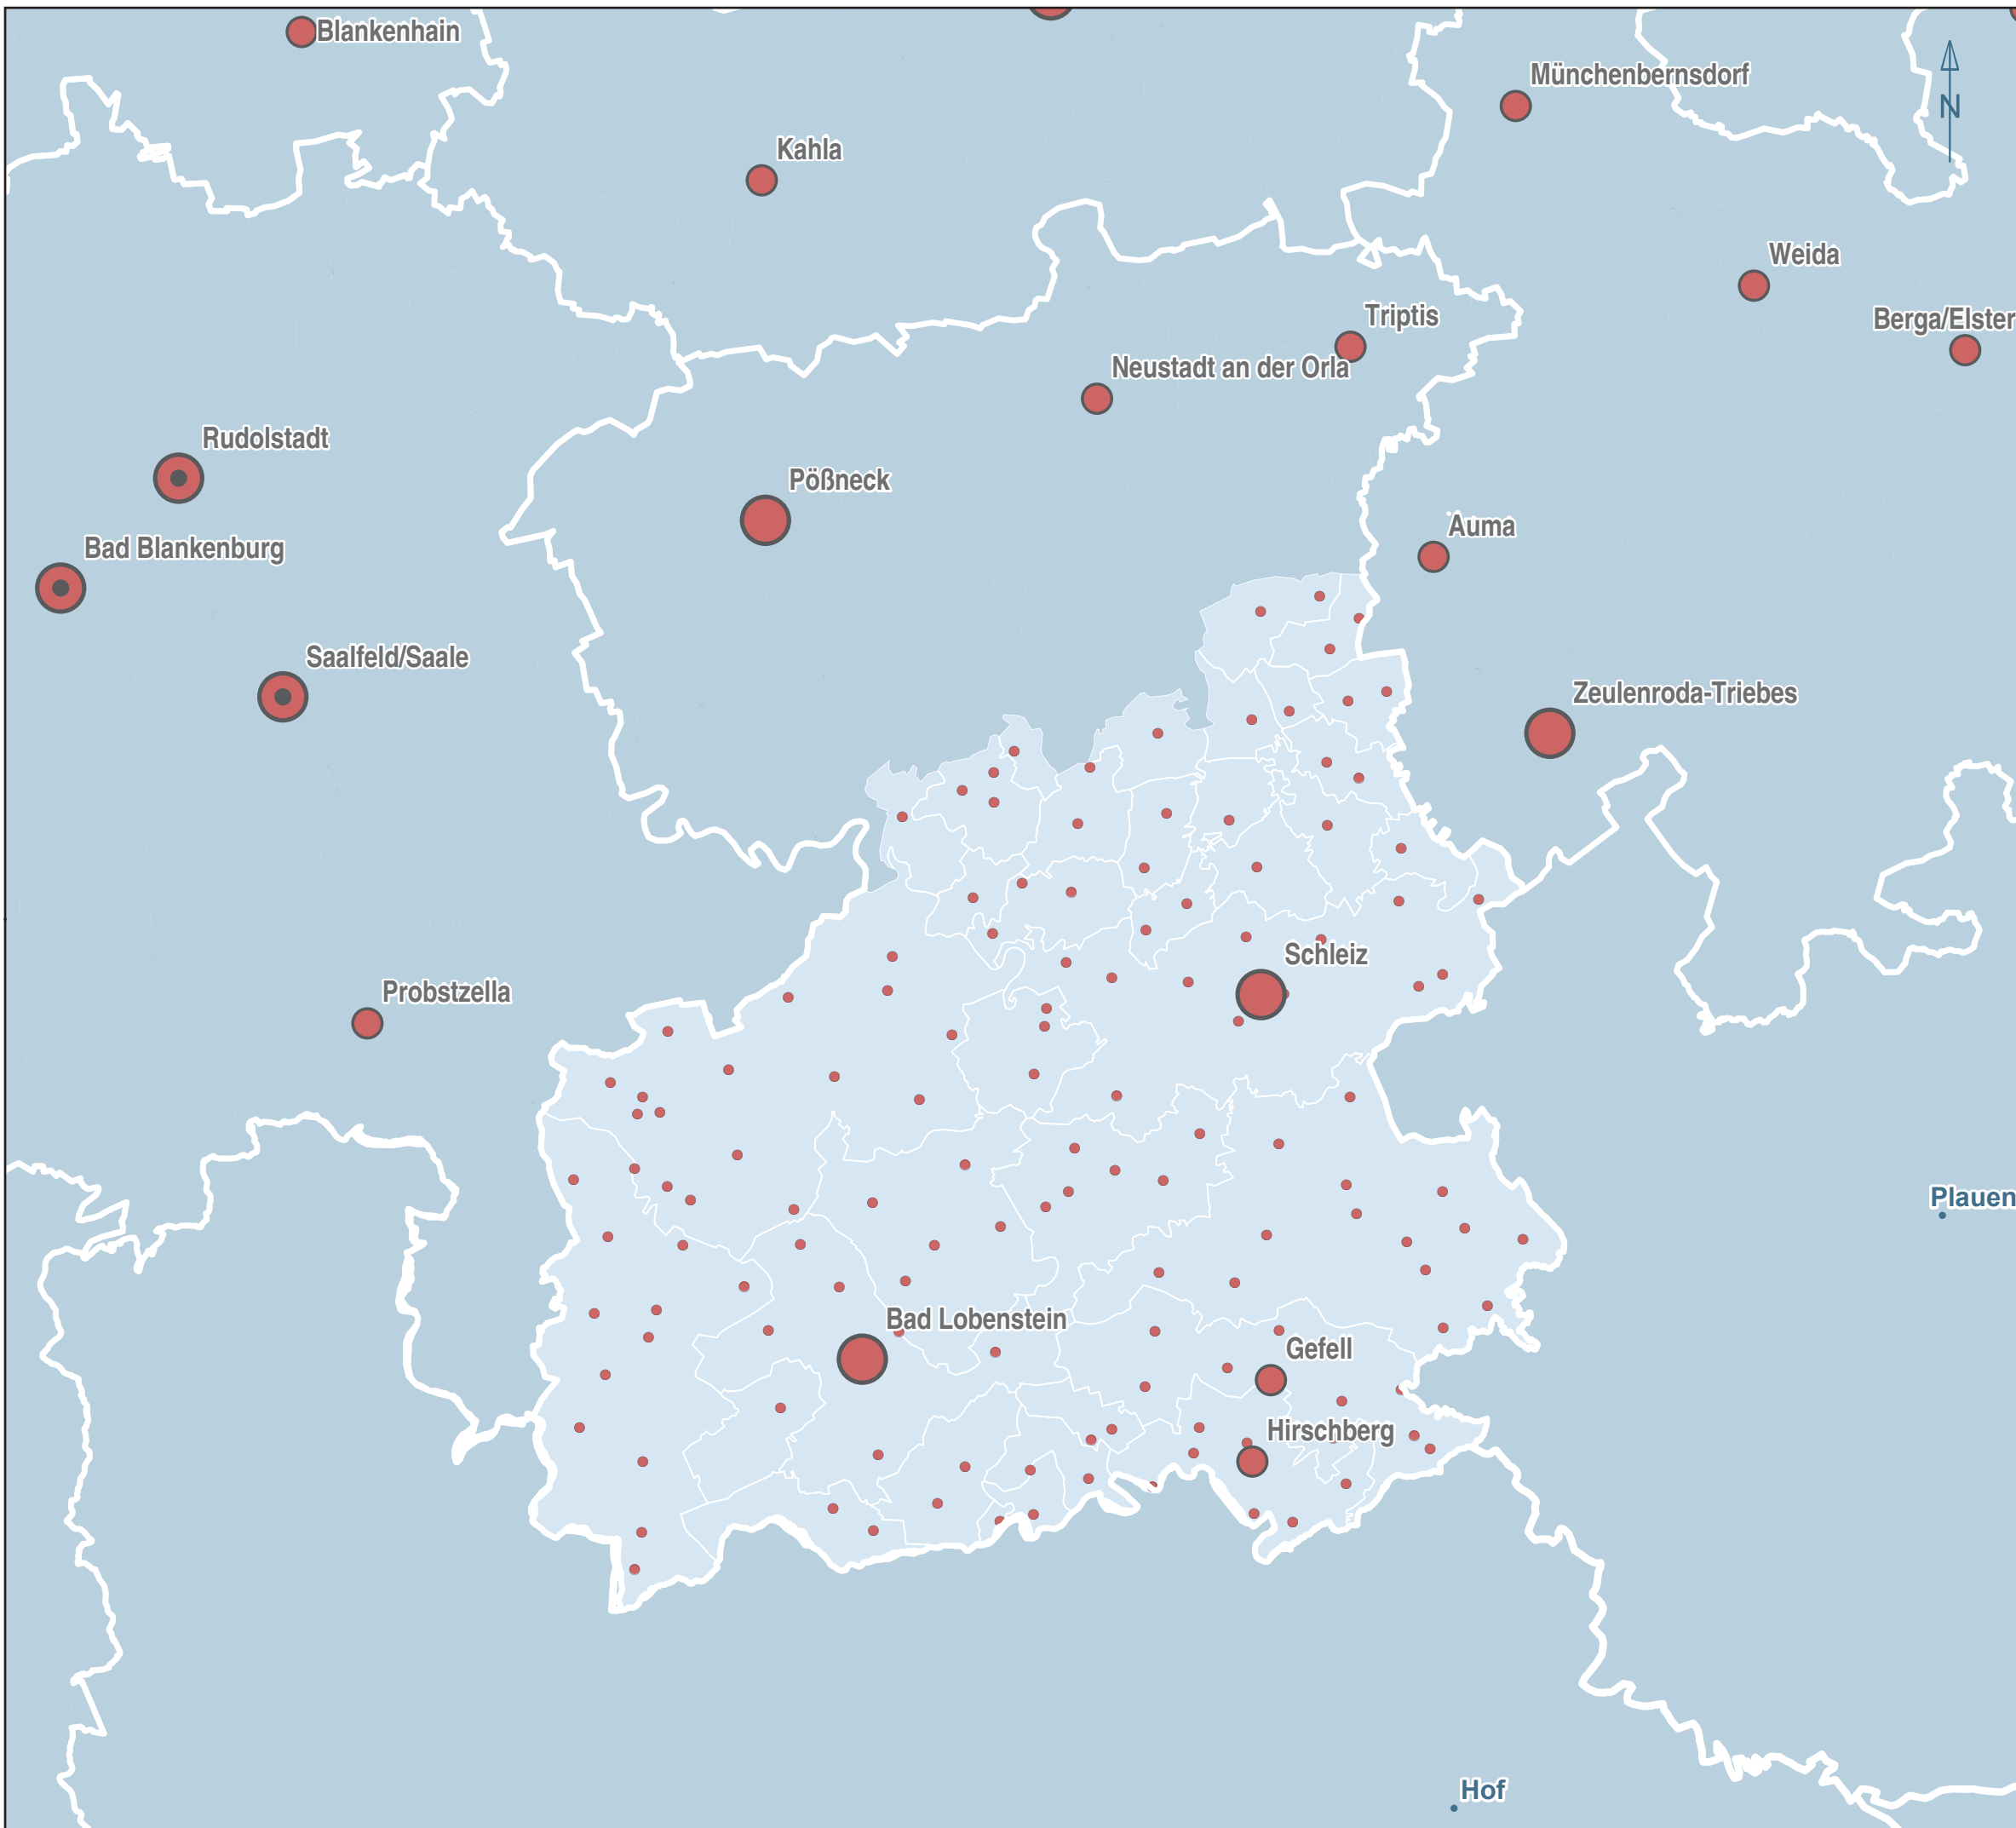 Blankenhain
Münchenbernsdorf
N
Kahla
Weida
Triptis
Berga/Elster
Neustadt an der Orla
Rudolstadt
Pößneck
Auma
Bad Blankenburg
Saalfeld/Saale
Zeulenroda-Triebes
Schleiz
Probstzella
Plauen
Bad Lobenstein
Gefell
Hirschberg
Hof